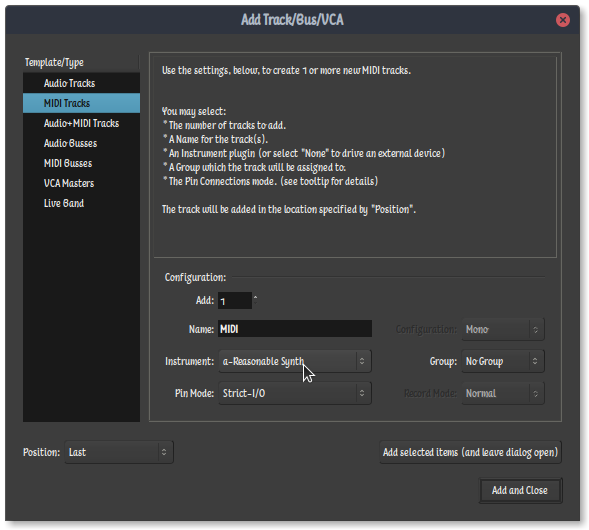 Add Track/Bus/VCA
Template/Type
Audio Tracks
MIDI Tracks
Audio+MIDI Tracks
Audio Busses
MIDI Busses
VCA Masters
Live Band
Use the settings, below, to create 1 or more new MIDI tracks.
You may select:
* The number of tracks to add.
* A Name for the track(s).
* An Instrument plugin (or select "None" to drive an external device)
* A Group which the track will be assigned to.
* The Pin Connections mode. (see tooltip for details)
The track will be added in the location specified by "Position".
Configuration:
Add: 1
Name: MIDI Configuration: Mono
Instrument: a-Reasonable Synth Group: No Group
Pin Mode: Strict-I/O Record Mode: Normal
Position: Last Add selected items (and leave dialog open)
Add and Close